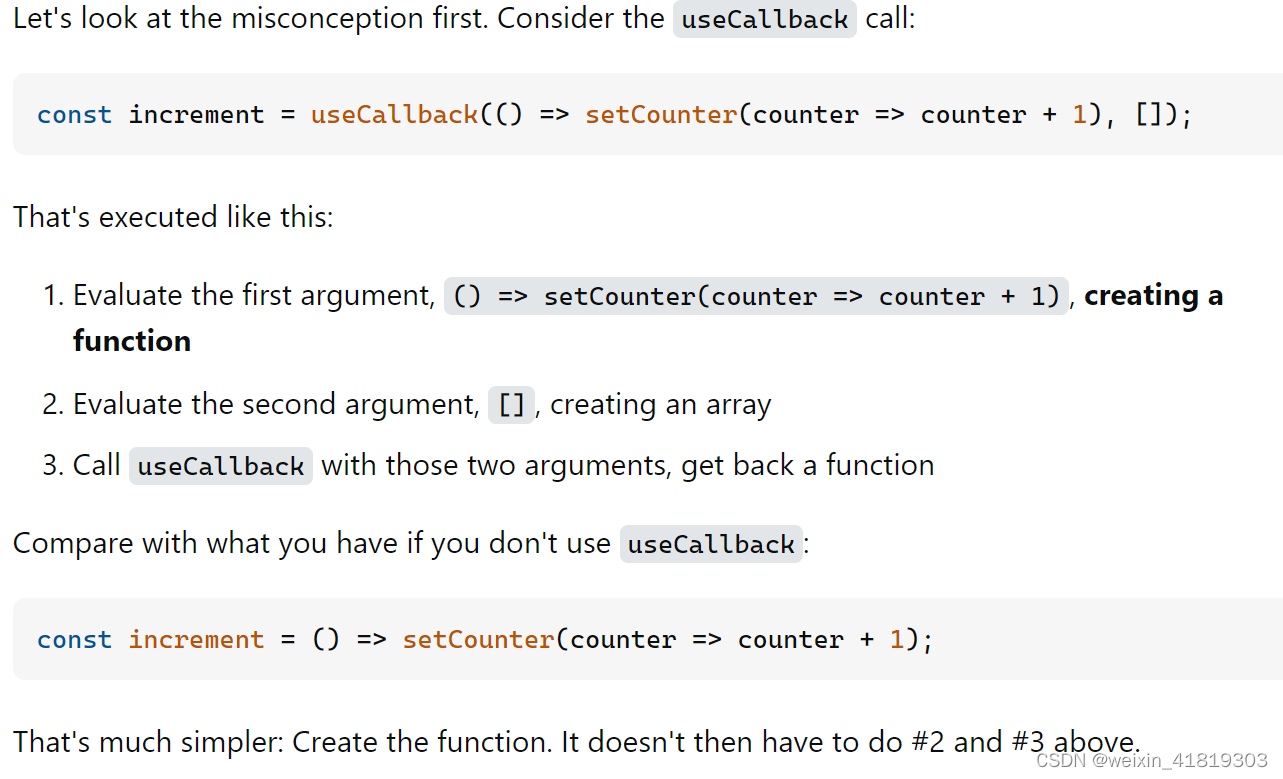 Let's look at the misconception first. Consider the useCallback call:
const increment = useCallback(() => setCounter(counter => counter + 1), []);
That's executed like this:
1. Evaluate the first argument, () => setCounter(counter => counter + 1), creating a
function
2. Evaluate the second argument, [], creating an array
3. Call useCallback with those two arguments, get back a function
Compare with what you have if you don't use useCallback:
const increment = () => setCounter(counter => counter + 1);
That's much simpler: Create the function. It doesn't then have to do #2 and #3 above.
CSDN @weixin_41819303